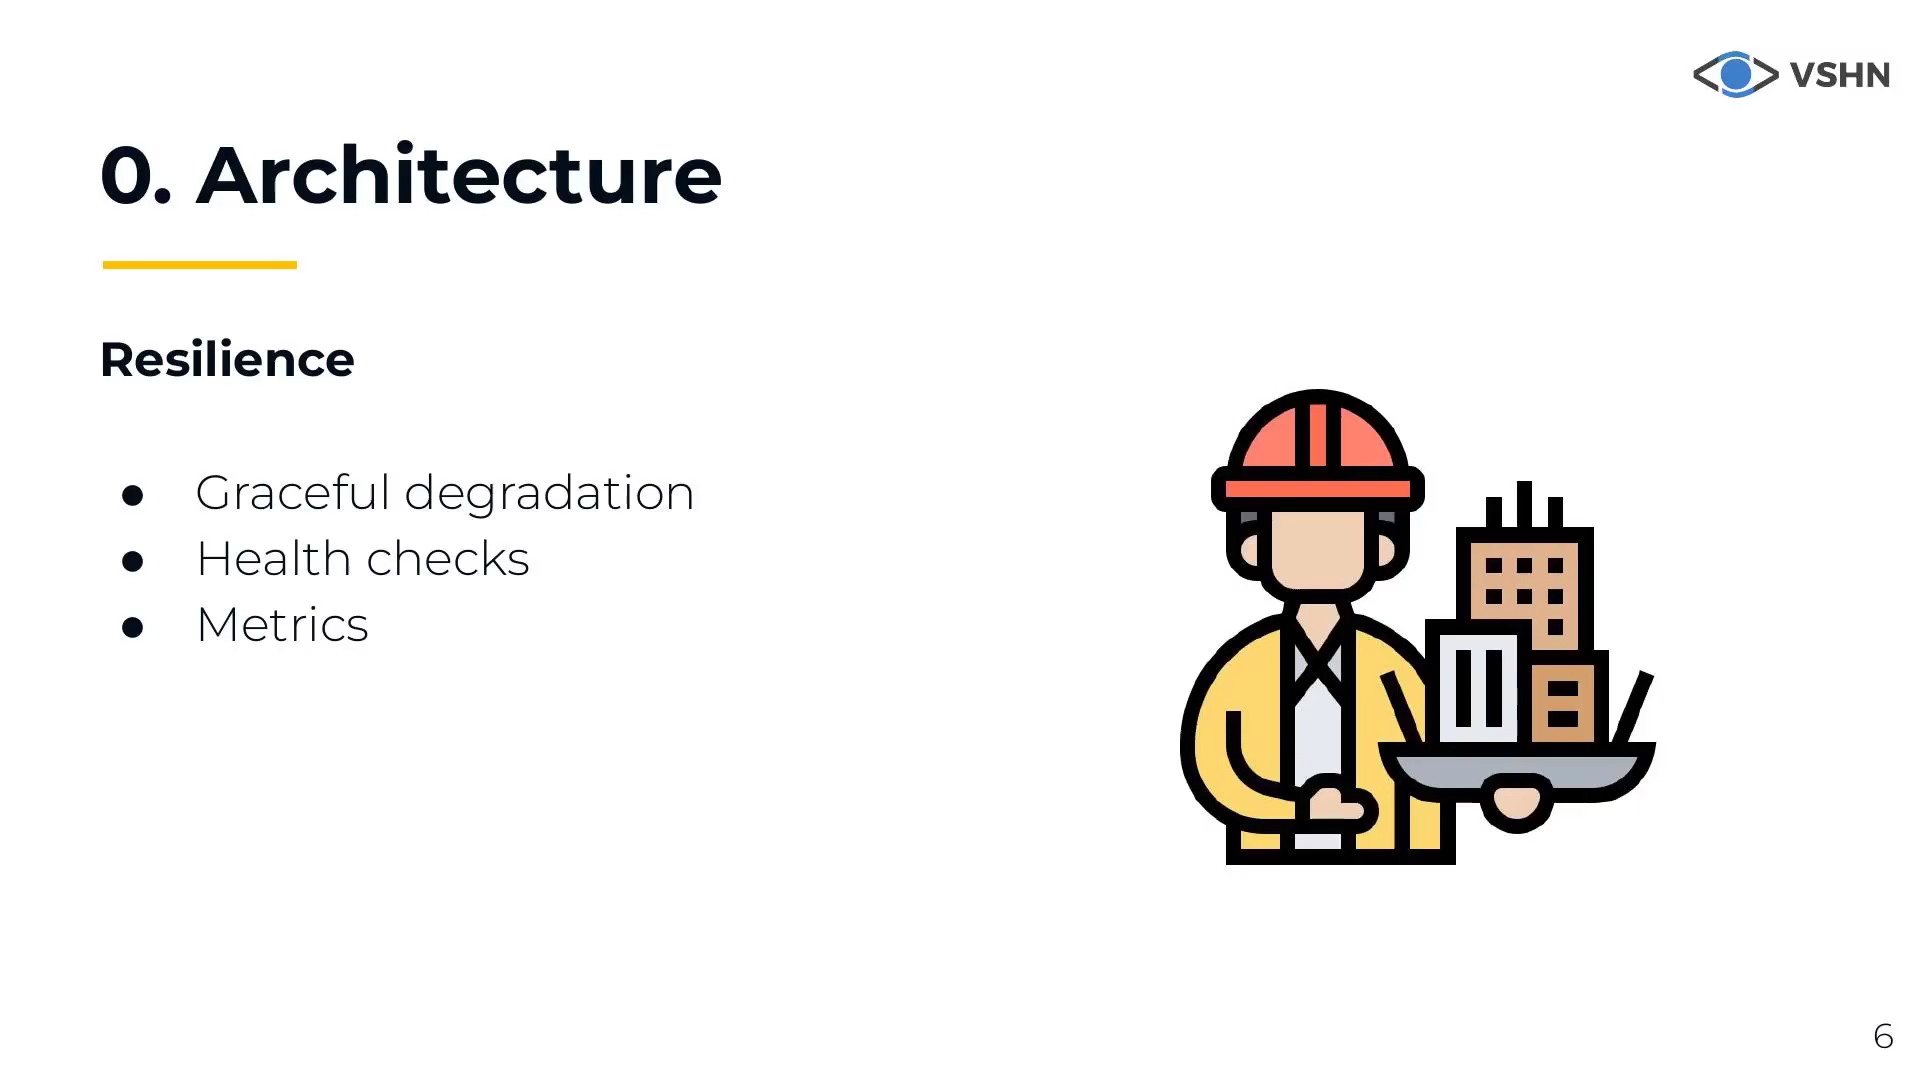 VSHN
0. Architecture
Resilience
● Graceful degradation
● Health checks
● Metrics
6